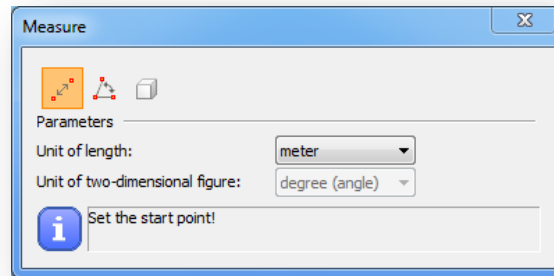 Measure
Parameters
Unit of length: meter
Unit of two-dimensional figure: degree (angle)
Set the start point!